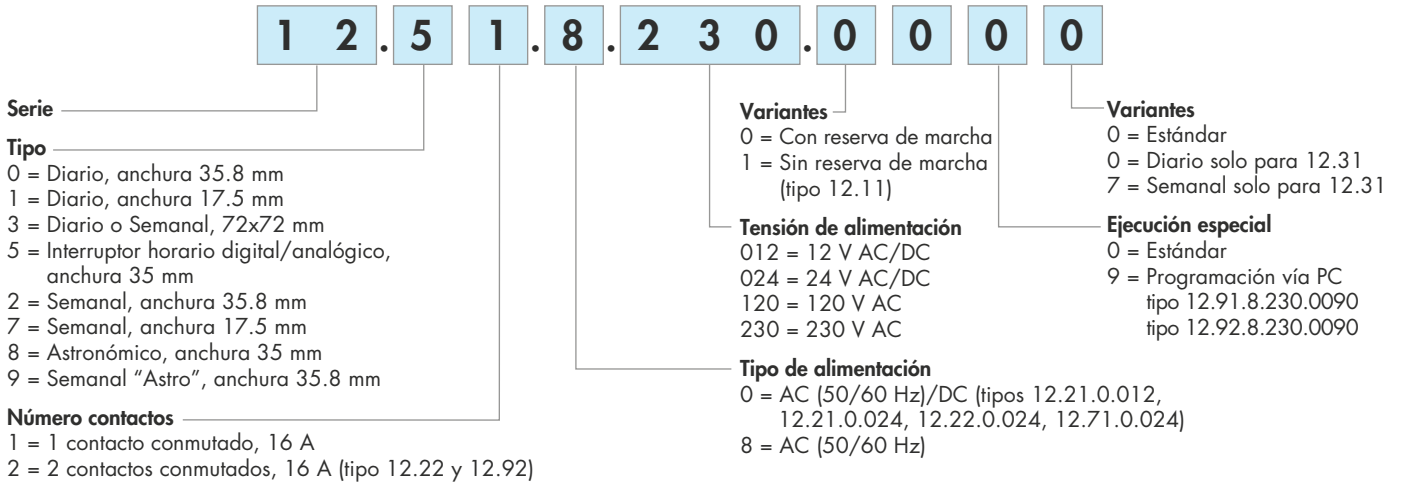 1 2.5 1.8.2 3 0.0 0 0 0
Serie
Tipo
0 = Diario, anchura 35.8 mm
1 = Diario, anchura 17.5 mm
3 = Diario o Semanal, 72x72 mm
5 = Interruptor horario digital/analógico,
anchura 35 mm
2 = Semanal, anchura 35.8 mm
7 = Semanal, anchura 17.5 mm
8 = Astronómico, anchura 35 mm
9 = Semanal “Astro”, anchura 35.8 mm
Número contactos
1 = 1 contacto conmutado, 16 A
2 = 2 contactos conmutados, 16 A (tipo 12.22 y 12.92)
Variantes
0 = Con reserva de marcha
1 = Sin reserva de marcha
(tipo 12.11)
Tensión de alimentación
012 = 12 V AC/DC
024 = 24 V AC/DC
120 = 120 V AC
230 = 230 V AC
Tipo de alimentación
0 = AC (50/60 Hz)/DC (tipos 12.21.0.012,
12.21.0.024, 12.22.0.024, 12.71.0.024)
8 = AC (50/60 Hz)
Variantes
0 = Estándar
0 = Diario solo para 12.31
7 = Semanal solo para 12.31
Ejecución especial
0 = Estándar
9 = Programación vía PC
tipo 12.91.8.230.0090
tipo 12.92.8.230.0090